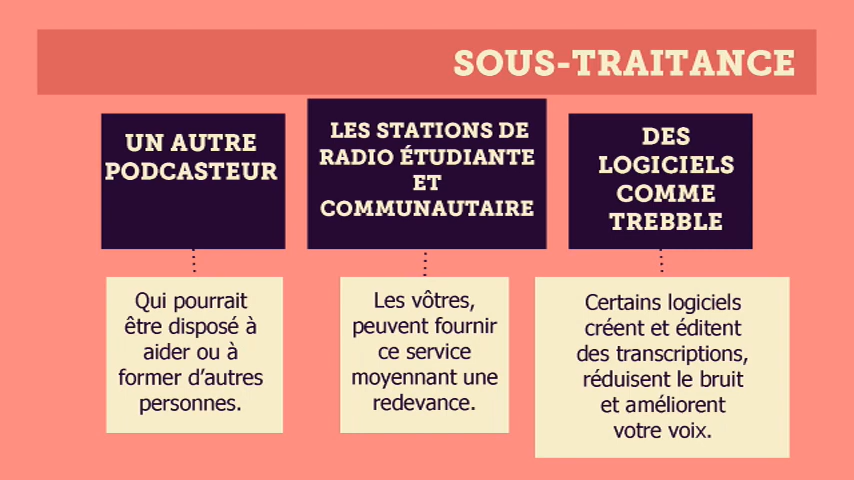 SOUS-TRAITANCE
UN AUTRE
PODCASTEUR
LES STATIONS DE
RADIO ÉTUDIANTE
ET
COMMUNAUTAIRE
DES
LOGICIELS
COMME
TREBBLE
Qui pourrait
être disposé à
aider ou à
former d'autres
personnes.
Les vôtres,
peuvent fournir
ce service
moyennant une
redevance.
Certains logiciels
créent et éditent
des transcriptions,
réduisent le bruit
et améliorent
votre voix.